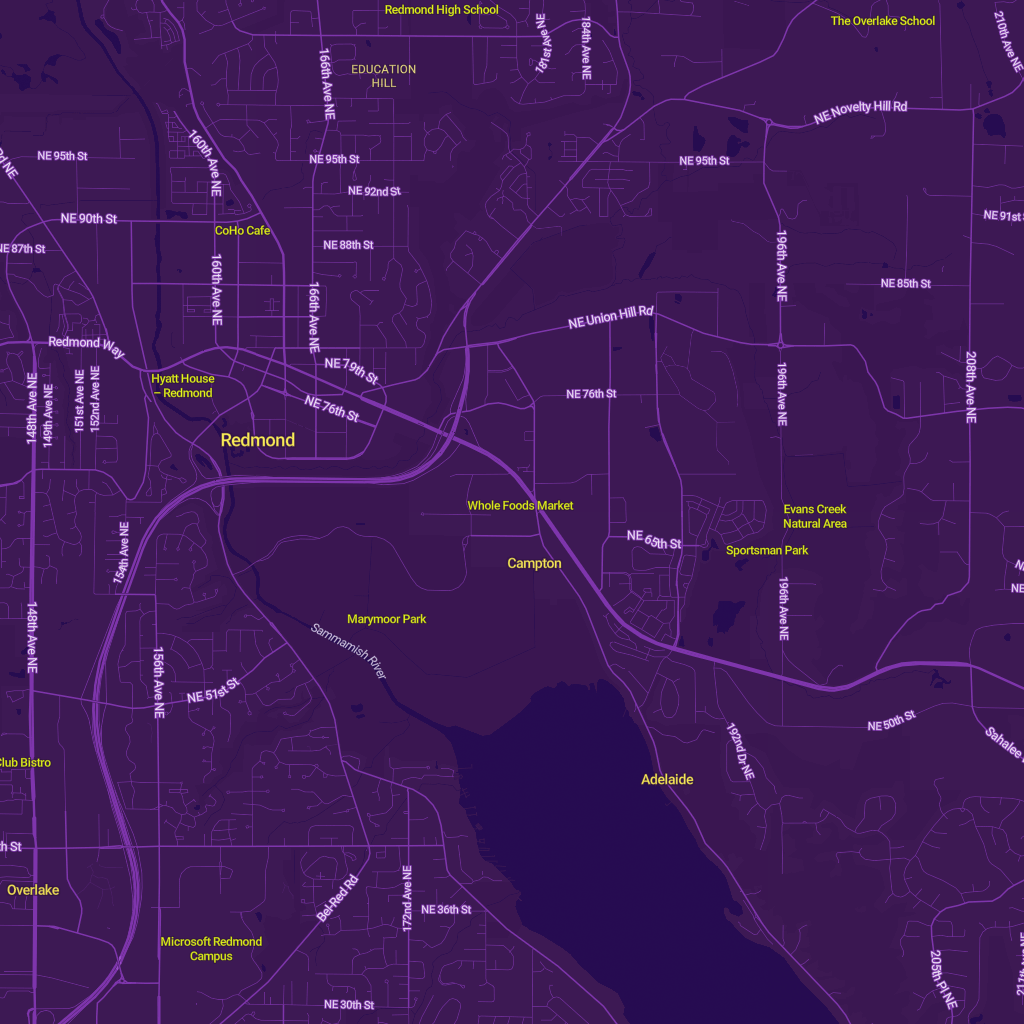 Redmond High School
The Overlake School
181st Ave NE
184th Ave NE
210th Ave NE
166th Ave NE
EDUCATION
HILL
NE Novelty Hill Rd
160th Ave NE
NE 95th St
NE 95th St
NE 95th St
NE 92nd St
NE 90th St
NE 91st
CoHo Cafe
NE 87th St
NE 88th St
196th Ave NE
160th Ave NE
166th Ave NE
NE 85th St
NE Union Hill Rd
Redmond Way
NE 79th St
Hyatt House
– Redmond
148th Ave NE
149th Ave NE
151st Ave NE
152nd Ave NE
NE 76th St
NE 76th St
196th Ave NE
208th Ave NE
Redmond
Whole Foods Market
Evans Creek
Natural Area
154th Ave NE
NE 65th St
Sportsman Park
Campton
148th Ave NE
Marymoor Park
196th Ave NE
Sammamish River
156th Ave NE
NE 51st St
NE 50th St
192nd Dr NE
Sahalee
Club Bistro
Adelaide
th St
Overlake
Bel-Red Rd
172nd Ave NE
NE 36th St
Microsoft Redmond
Campus
205th Pl NE
NE 30th St